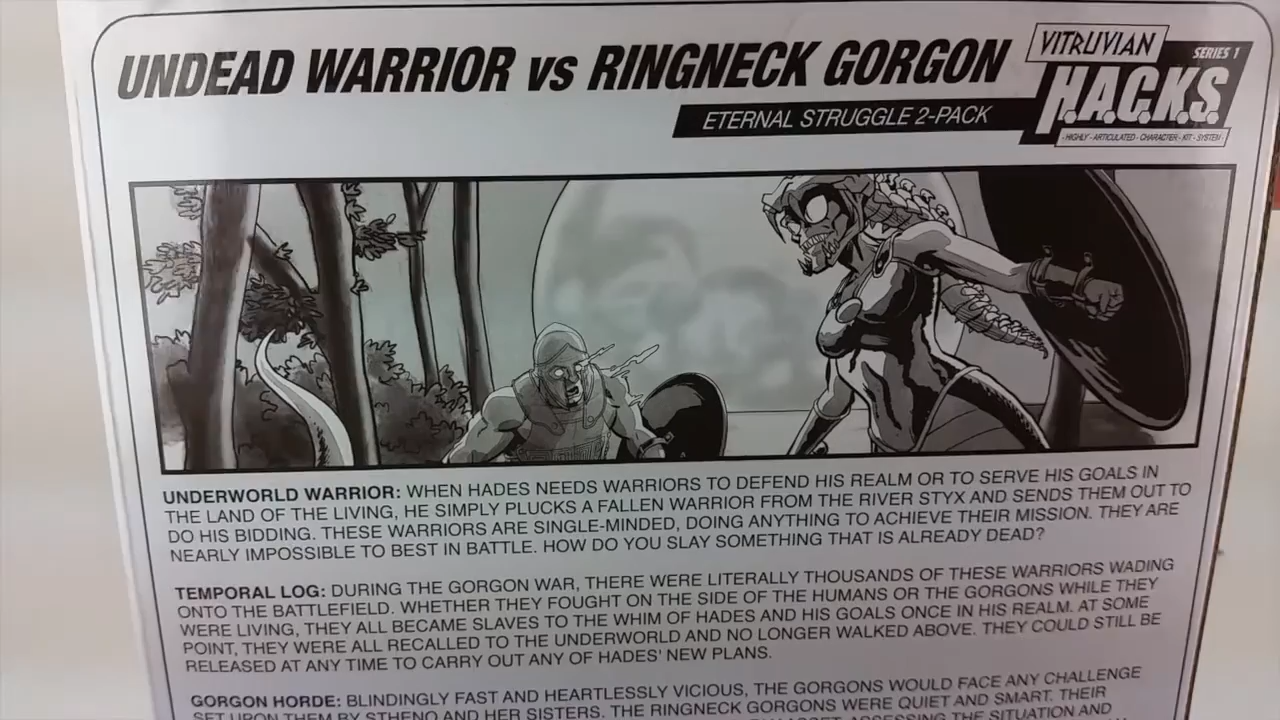 UNDEAD WARRIOR VS RINGNECK GORGON
ETERNAL STRUGGLE 2-PACK
VITRUVIAN
H.A.C.K.S.
SERIES 1
HIGHLY - ARTICULATED - CHARACTER - KIT - SYSTEM
UNDERWORLD WARRIOR: WHEN HADES NEEDS WARRIORS TO DEFEND HIS REALM OR TO SERVE HIS GOALS IN
THE LAND OF THE LIVING, HE SIMPLY PLUCKS A FALLEN WARRIOR FROM THE RIVER STYX AND SENDS THEM OUT TO
DO HIS BIDDING. THESE WARRIORS ARE SINGLE-MINDED, DOING ANYTHING TO ACHIEVE THEIR MISSION. THEY ARE
NEARLY IMPOSSIBLE TO BEST IN BATTLE. HOW DO YOU SLAY SOMETHING THAT IS ALREADY DEAD?
TEMPORAL LOG: DURING THE GORGON WAR, THERE WERE LITERALLY THOUSANDS OF THESE WARRIORS WADING
ONTO THE BATTLEFIELD. WHETHER THEY FOUGHT ON THE SIDE OF THE HUMANS OR THE GORGONS WHILE THEY
WERE LIVING, THEY ALL BECAME SLAVES TO THE WHIM OF HADES AND HIS GOALS ONCE IN HIS REALM. AT SOME
POINT, THEY WERE ALL RECALLED TO THE UNDERWORLD AND NO LONGER WALKED ABOVE. THEY COULD STILL BE
RELEASED AT ANY TIME TO CARRY OUT ANY OF HADES' NEW PLANS.
GORGON HORDE: BLINDINGLY FAST AND HEARTLESSLY VICIOUS, THE GORGONS WOULD FACE ANY CHALLENGE
SET UPON THEM BY STHENO AND HER SISTERS. THE RINGNECK GORGONS WERE QUIET AND SMART. THEIR
ASSET, ASSESSING THE SITUATION AND